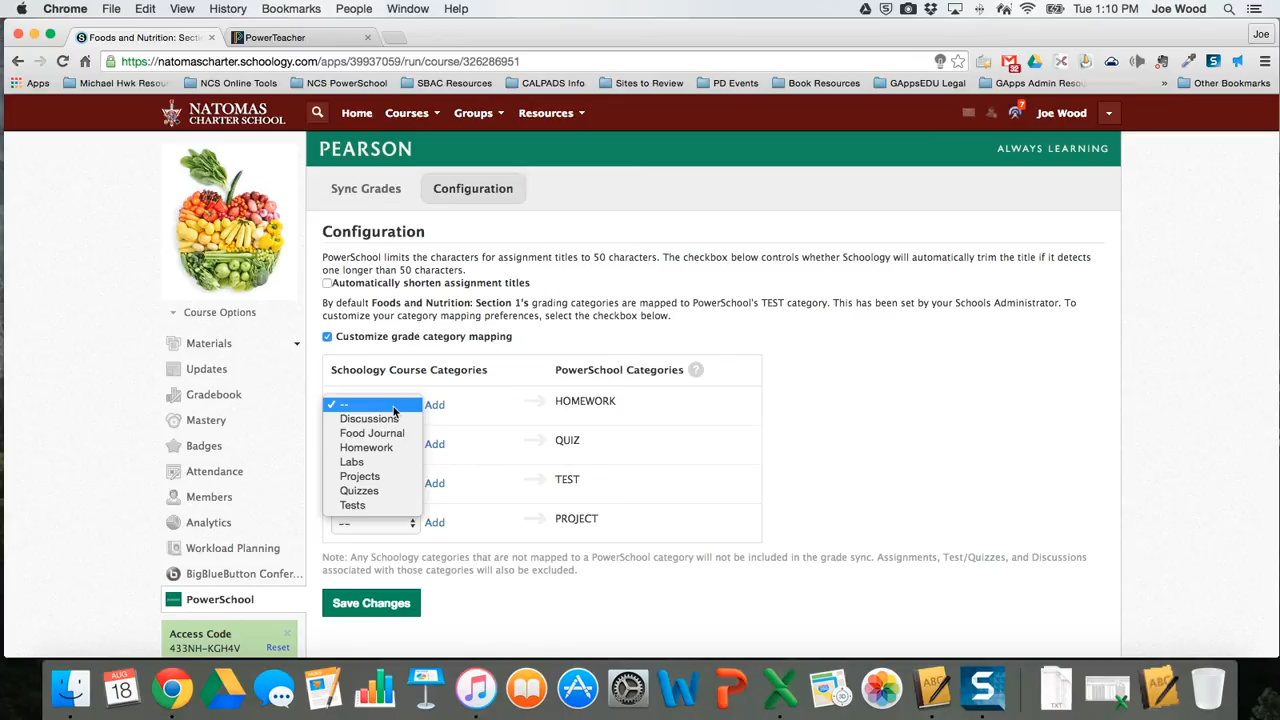 Chrome File Edit View History Bookmarks People Window Help Tue 1:10 PM Joe Wood
Foods and Nutrition: Secti × PowerTeacher × Joe
https://natomascharter.schoology.com/apps/39937059/run/course/326286951
Apps Michael Hwk Resou NCS Online Tools NCS PowerSchool SBAC Resources CALPADS Info Sites to Review PD Events Book Resources GAppsEDU Legal GApps Admin Reso » Other Bookmarks
NATOMAS
CHARTER SCHOOL
Home Courses Groups Resources 7 Joe Wood
PEARSON ALWAYS LEARNING
Sync Grades Configuration
Configuration
PowerSchool limits the characters for assignment titles to 50 characters. The checkbox below controls whether Schoology will automatically trim the title if it detects
one longer than 50 characters.
Automatically shorten assignment titles
By default Foods and Nutrition: Section 1's grading categories are mapped to PowerSchool's TEST category. This has been set by your Schools Administrator. To
customize your category mapping preferences, select the checkbox below.
Customize grade category mapping
Schoology Course Categories PowerSchool Categories ?
-- Add HOMEWORK
Discussions
Food Journal
Homework
Labs
Projects
Quizzes
Tests
Add QUIZ
Add TEST
-- Add PROJECT
Note: Any Schoology categories that are not mapped to a PowerSchool category will not be included in the grade sync. Assignments, Test/Quizzes, and Discussions
associated with those categories will also be excluded.
Save Changes
Course Options
Materials
Updates
Gradebook
Mastery
Badges
Attendance
Members
Analytics
Workload Planning
BigBlueButton Confer...
PowerSchool
Access Code ×
433NH-KGH4V Reset
AUG
18